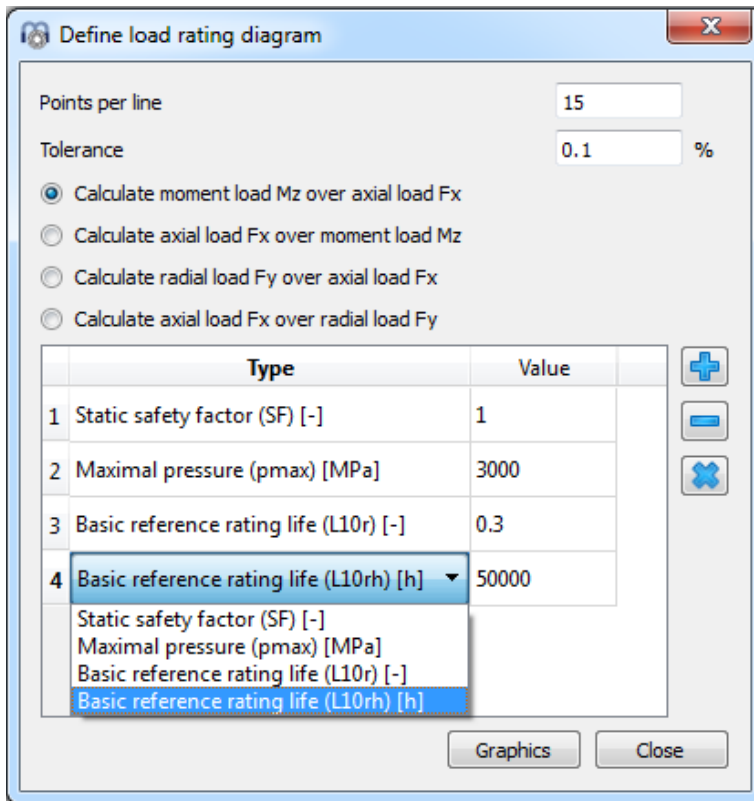 Define load rating diagram
Points per line 15
Tolerance 0.1 %
Calculate moment load Mz over axial load Fx
Calculate axial load Fx over moment load Mz
Calculate radial load Fy over axial load Fx
Calculate axial load Fx over radial load Fy
Type Value
1 Static safety factor (SF) [-] 1
2 Maximal pressure (pmax) [MPa] 3000
3 Basic reference rating life (L10r) [-] 0.3
4 Basic reference rating life (L10rh) [h] 50000
Static safety factor (SF) [-]
Maximal pressure (pmax) [MPa]
Basic reference rating life (L10r) [-]
Basic reference rating life (L10rh) [h]
Graphics Close